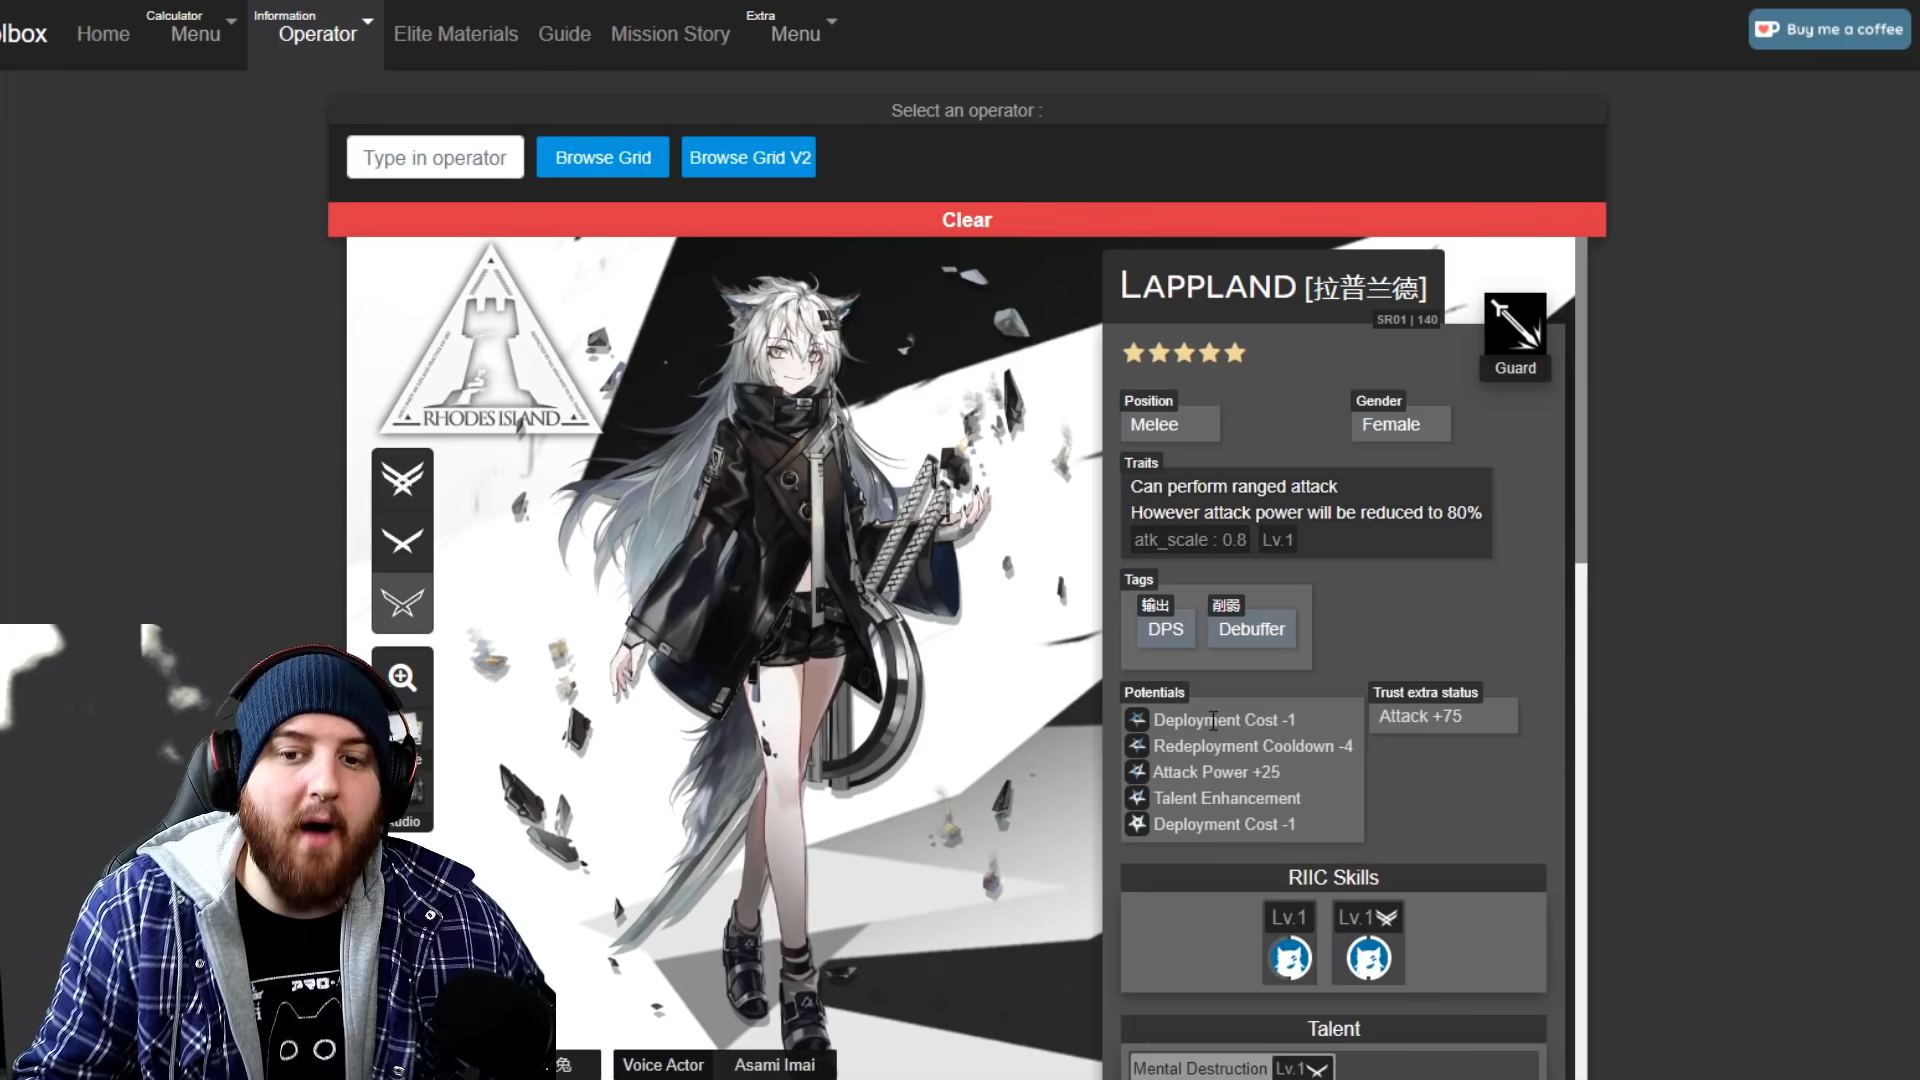 lbox
Home
Calculator
Menu
Information
Operator
Elite Materials
Guide
Mission Story
Extra
Menu
Buy me a coffee
Select an operator :
Type in operator
Browse Grid
Browse Grid V2
Clear
RHODES ISLAND
LAPPLAND [拉普兰德]
SR01 | 140
Guard
Position
Melee
Gender
Female
Traits
Can perform ranged attack
However attack power will be reduced to 80%
atk_scale : 0.8 Lv.1
Tags
输出
DPS
削弱
Debuffer
Potentials
Deployment Cost -1
Redeployment Cooldown -4
Attack Power +25
Talent Enhancement
Deployment Cost -1
Trust extra status
Attack +75
RIIC Skills
Lv.1
Lv.1
Talent
Mental Destruction Lv.1
udio
アマロ
兔
Voice Actor
Asami Imai